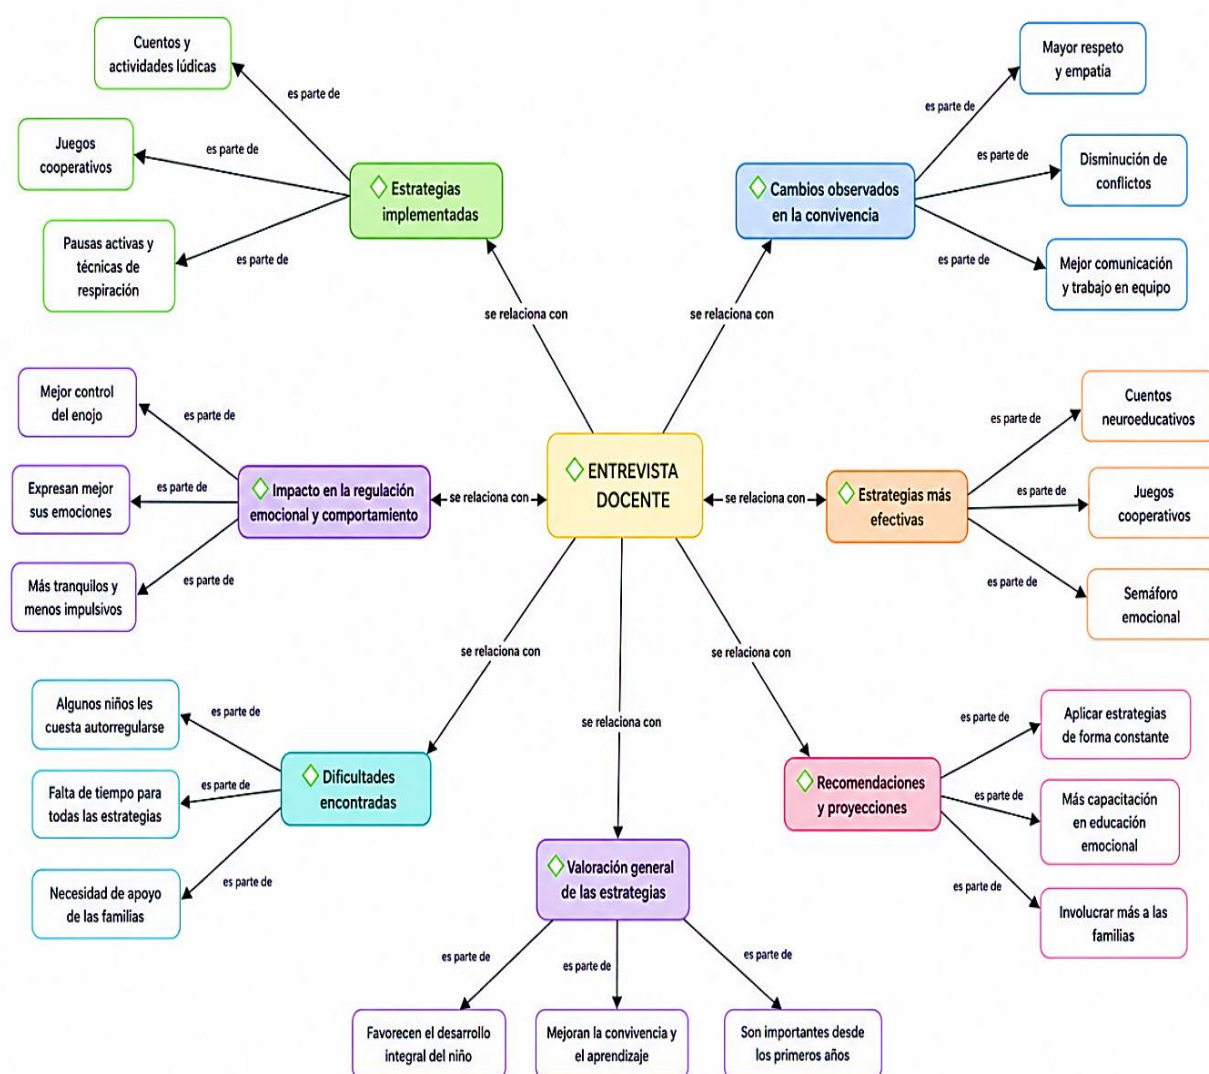 Cuentos y
actividades lúdicas
es parte de
Juegos
cooperativos
es parte de
Pausas activas y
técnicas de
respiración
es parte de
Estrategias
implementadas
se relaciona con
Mayor respeto
y empatía
es parte de
Disminución de
conflictos
es parte de
Mejor comunicación
y trabajo en equipo
es parte de
Cambios observados
en la convivencia
se relaciona con
Mejor control
del enojo
es parte de
Expresan mejor
sus emociones
es parte de
Más tranquilos y
menos impulsivos
es parte de
Impacto en la regulación
emocional y comportamiento
se relaciona con
ENTREVISTA
DOCENTE
se relaciona con
Estrategias más
efectivas
es parte de
Cuentos
neuroeducativos
es parte de
Juegos
cooperativos
es parte de
Semáforo
emocional
se relaciona con
Algunos niños les
cuesta autorregularse
es parte de
Falta de tiempo para
todas las estrategias
es parte de
Necesidad de apoyo
de las familias
es parte de
Dificultades
encontradas
se relaciona con
se relaciona con
Recomendaciones
y proyecciones
es parte de
Aplicar estrategias
de forma constante
es parte de
Más capacitación
en educación
emocional
es parte de
Involucrar más a las
familias
Valoración general
de las estrategias
es parte de
es parte de
es parte de
Favorecen el desarrollo
integral del niño
Mejoran la convivencia y
el aprendizaje
Son importantes desde
los primeros años